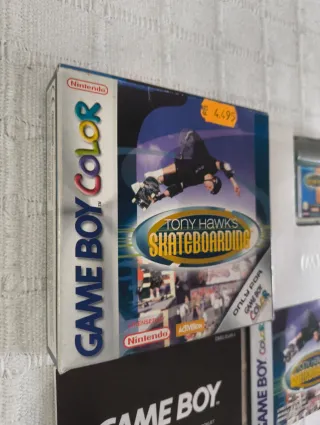 Nintendo
GAME BOY COLOR
4.495
TONY HAWK'S
SKATEBOARDING
ONLY FOR
GAME BOY
COLOR
Nintendo
ACTIVISION
GAME BOY
GAME BOY COLOR